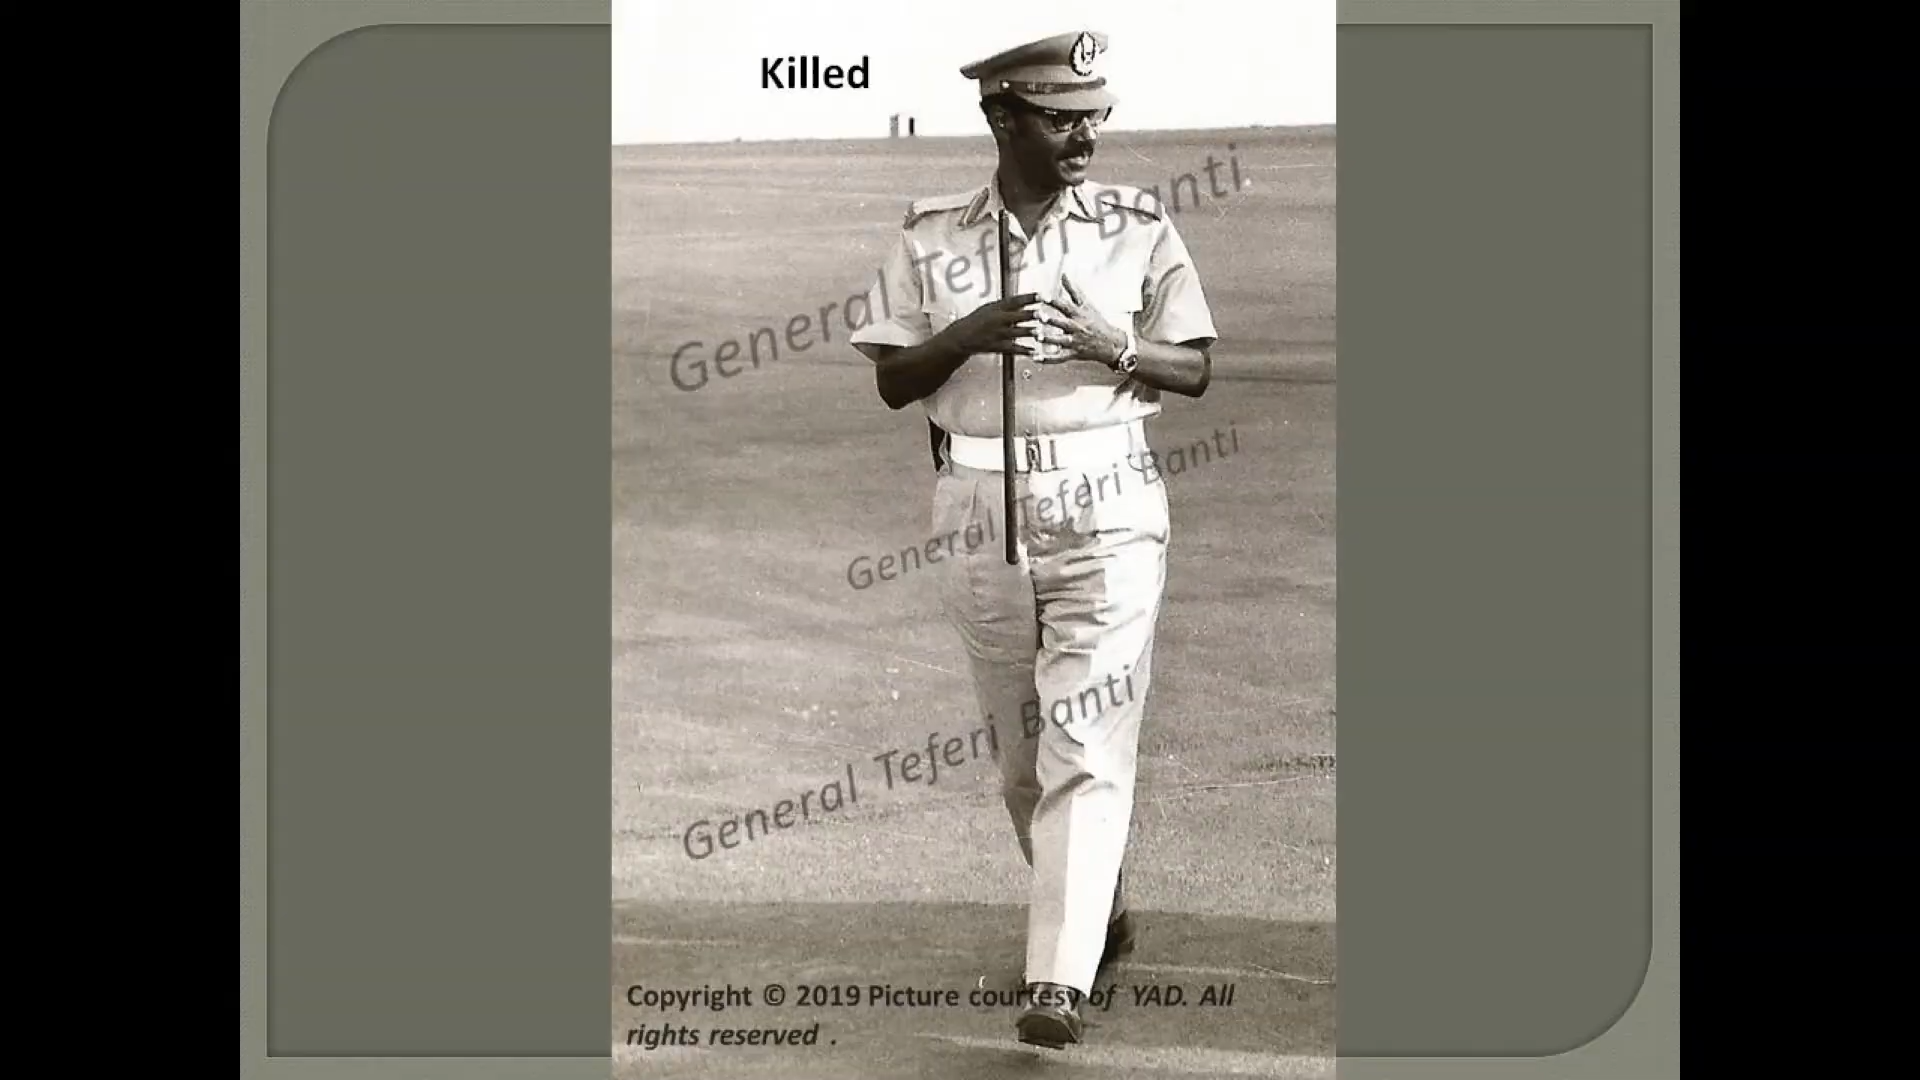 Killed
General Teferi Banti
General Teferi Banti
General Teferi Banti
Copyright © 2019 Picture courtesy of YAD. All
rights reserved .